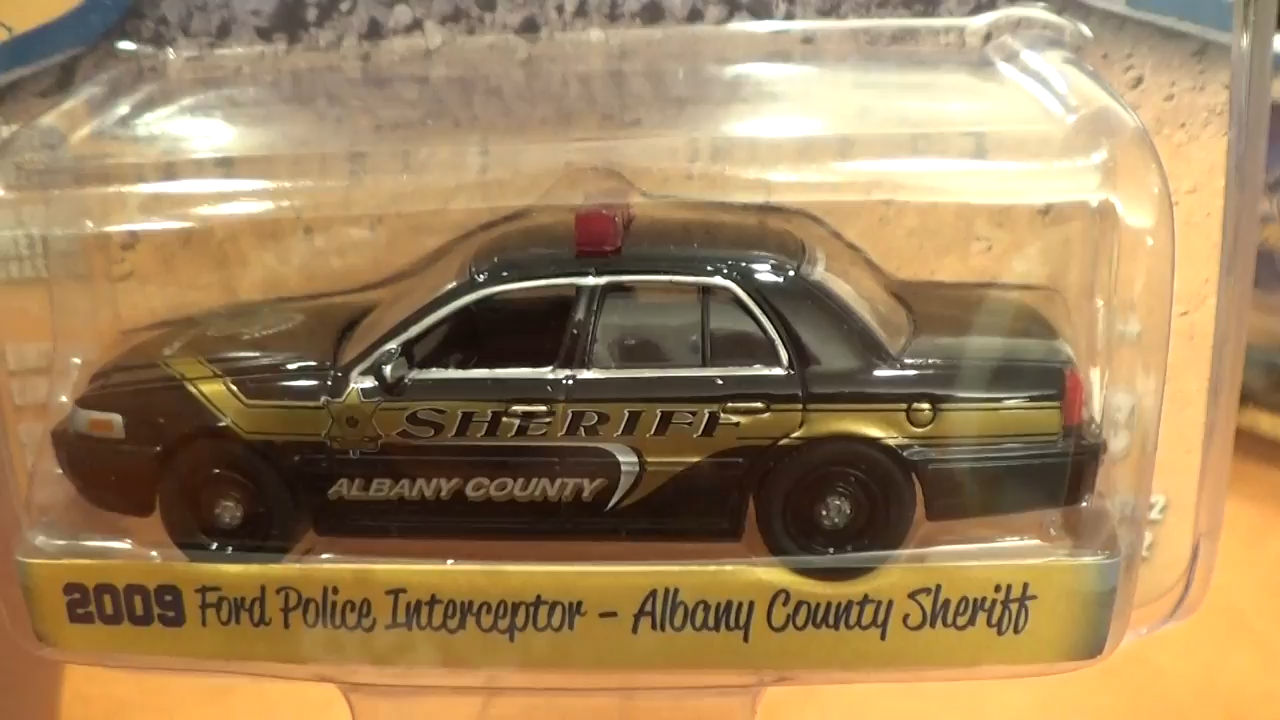 SHERIFF
ALBANY COUNTY
2009 Ford Police Interceptor - Albany County Sheriff